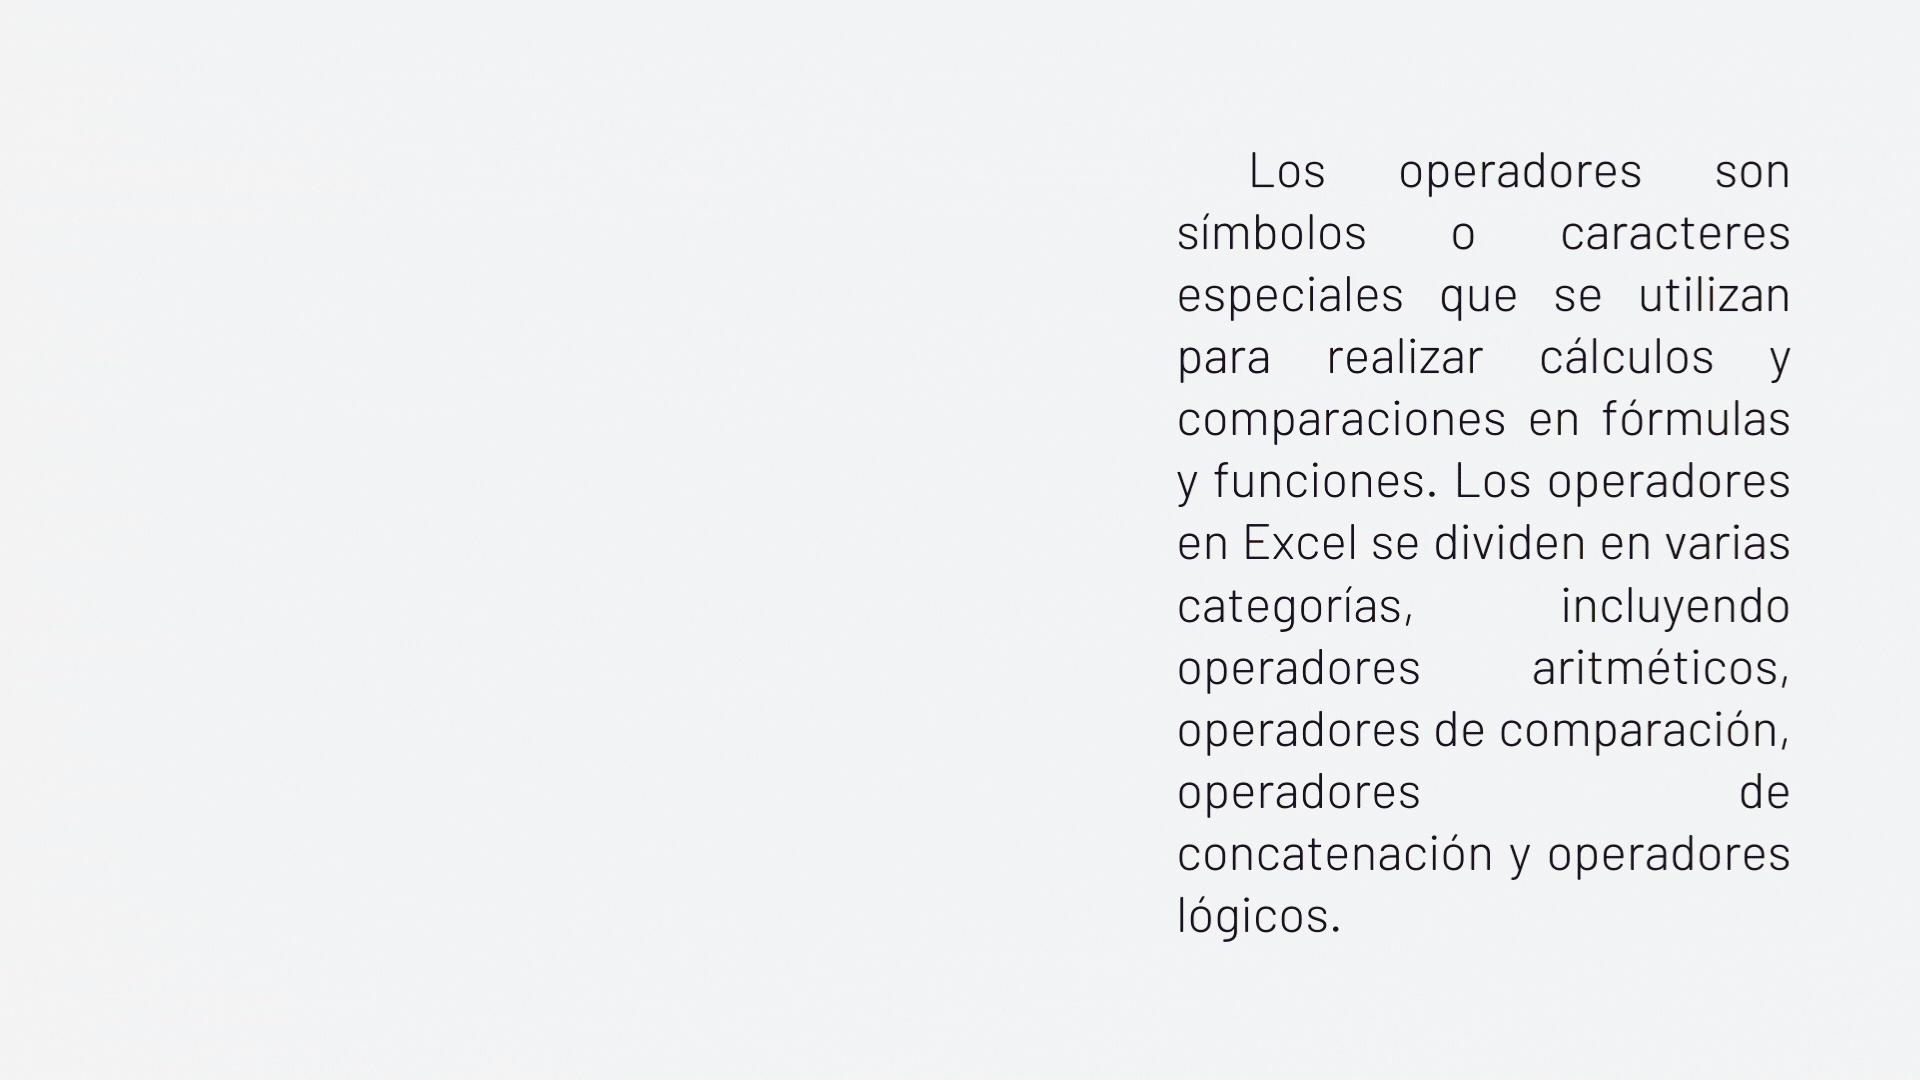 Los operadores son
símbolos o caracteres
especiales que se utilizan
para realizar cálculos y
comparaciones en fórmulas
y funciones. Los operadores
en Excel se dividen en varias
categorías, incluyendo
operadores aritméticos,
operadores de comparación,
operadores de
concatenación y operadores
lógicos.